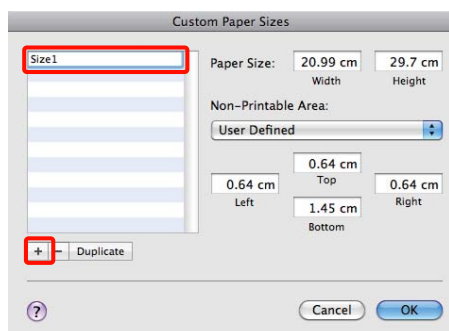 Custom Paper Sizes
Size1
Paper Size: 20.99 cm 29.7 cm
Width Height
Non-Printable Area:
User Defined
0.64 cm
Top
0.64 cm 0.64 cm
Left Right
1.45 cm
Bottom
+ − Duplicate
? Cancel OK